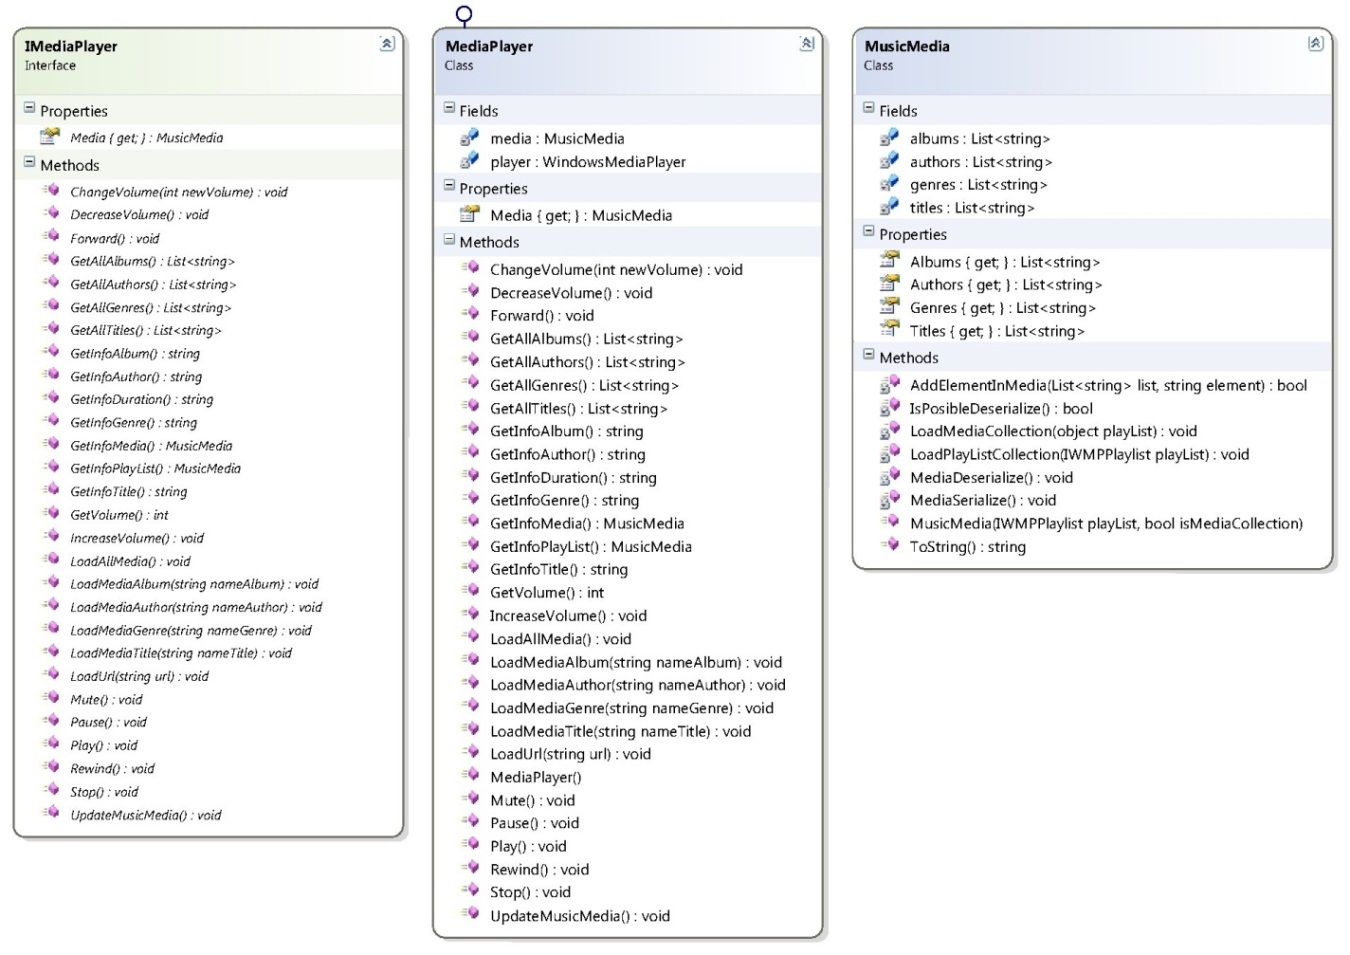 IMediaPlayer
Interface
Properties
Media { get; } : MusicMedia
Methods
ChangeVolume(int newVolume) : void
DecreaseVolume() : void
Forward() : void
GetAllAlbums() : List<string>
GetAllAuthors() : List<string>
GetAllGenres() : List<string>
GetAllTitles() : List<string>
GetInfoAlbum() : string
GetInfoAuthor() : string
GetInfoDuration() : string
GetInfoGenre() : string
GetInfoMedia() : MusicMedia
GetInfoPlayList() : MusicMedia
GetInfoTitle() : string
GetVolume() : int
IncreaseVolume() : void
LoadAllMedia() : void
LoadMediaAlbum(string nameAlbum) : void
LoadMediaAuthor(string nameAuthor) : void
LoadMediaGenre(string nameGenre) : void
LoadMediaTitle(string nameTitle) : void
LoadUrl(string url) : void
Mute() : void
Pause() : void
Play() : void
Rewind() : void
Stop() : void
UpdateMusicMedia() : void
MediaPlayer
Class
Fields
media : MusicMedia
player : WindowsMediaPlayer
Properties
Media { get; } : MusicMedia
Methods
ChangeVolume(int newVolume) : void
DecreaseVolume() : void
Forward() : void
GetAllAlbums() : List<string>
GetAllAuthors() : List<string>
GetAllGenres() : List<string>
GetAllTitles() : List<string>
GetInfoAlbum() : string
GetInfoAuthor() : string
GetInfoDuration() : string
GetInfoGenre() : string
GetInfoMedia() : MusicMedia
GetInfoPlayList() : MusicMedia
GetInfoTitle() : string
GetVolume() : int
IncreaseVolume() : void
LoadAllMedia() : void
LoadMediaAlbum(string nameAlbum) : void
LoadMediaAuthor(string nameAuthor) : void
LoadMediaGenre(string nameGenre) : void
LoadMediaTitle(string nameTitle) : void
LoadUrl(string url) : void
MediaPlayer()
Mute() : void
Pause() : void
Play() : void
Rewind() : void
Stop() : void
UpdateMusicMedia() : void
MusicMedia
Class
Fields
albums : List<string>
authors : List<string>
genres : List<string>
titles : List<string>
Properties
Albums { get; } : List<string>
Authors { get; } : List<string>
Genres { get; } : List<string>
Titles { get; } : List<string>
Methods
AddElementInMedia(List<string> list, string element) : bool
IsPosibleDeserialize() : bool
LoadMediaCollection(object playList) : void
LoadPlayListCollection(IWMPPlaylist playList) : void
MediaDeserialize() : void
MediaSerialize() : void
MusicMedia(IWMPPlaylist playList, bool isMediaCollection)
ToString() : string